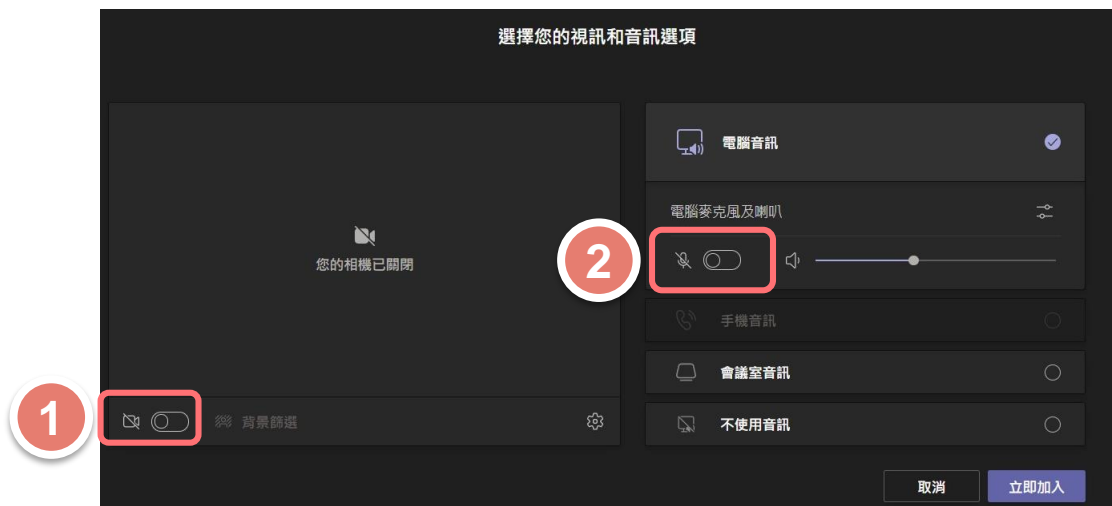 選擇您的視訊和音訊選項
電腦音訊
電腦麥克風及喇叭
2
您的相機已關閉
手機音訊
會議室音訊
1
背景篩選
不使用音訊
取消
立即加入